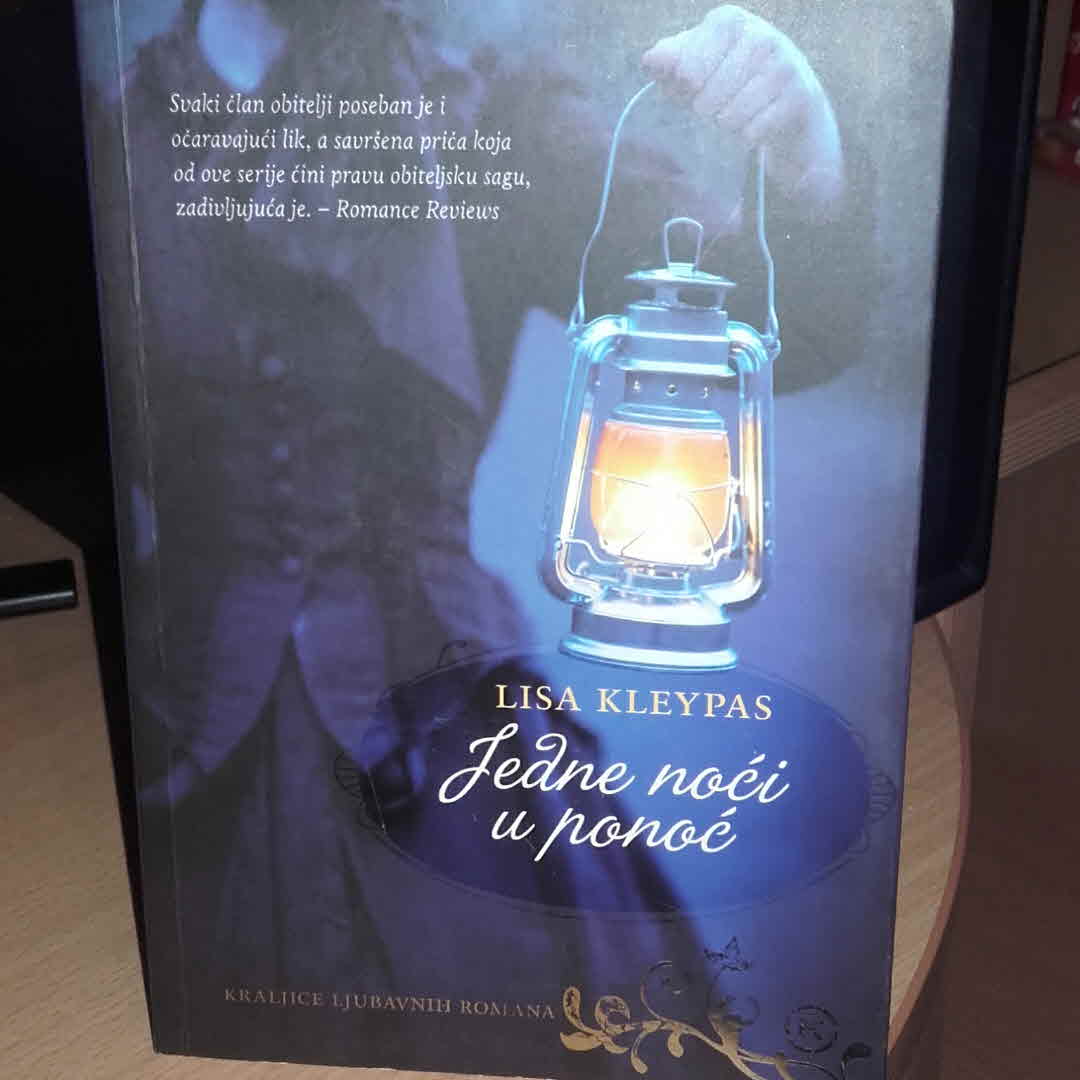 Svaki član obitelji poseban je i
očaravajući lik, a savršena priča koja
od ove serije čini pravu obiteljsku sagu,
zadivljujuća je. – Romance Reviews
LISA KLEYPAS
Jedne noći
u ponoć
KRALJICE LJUBAVNIH ROMANA